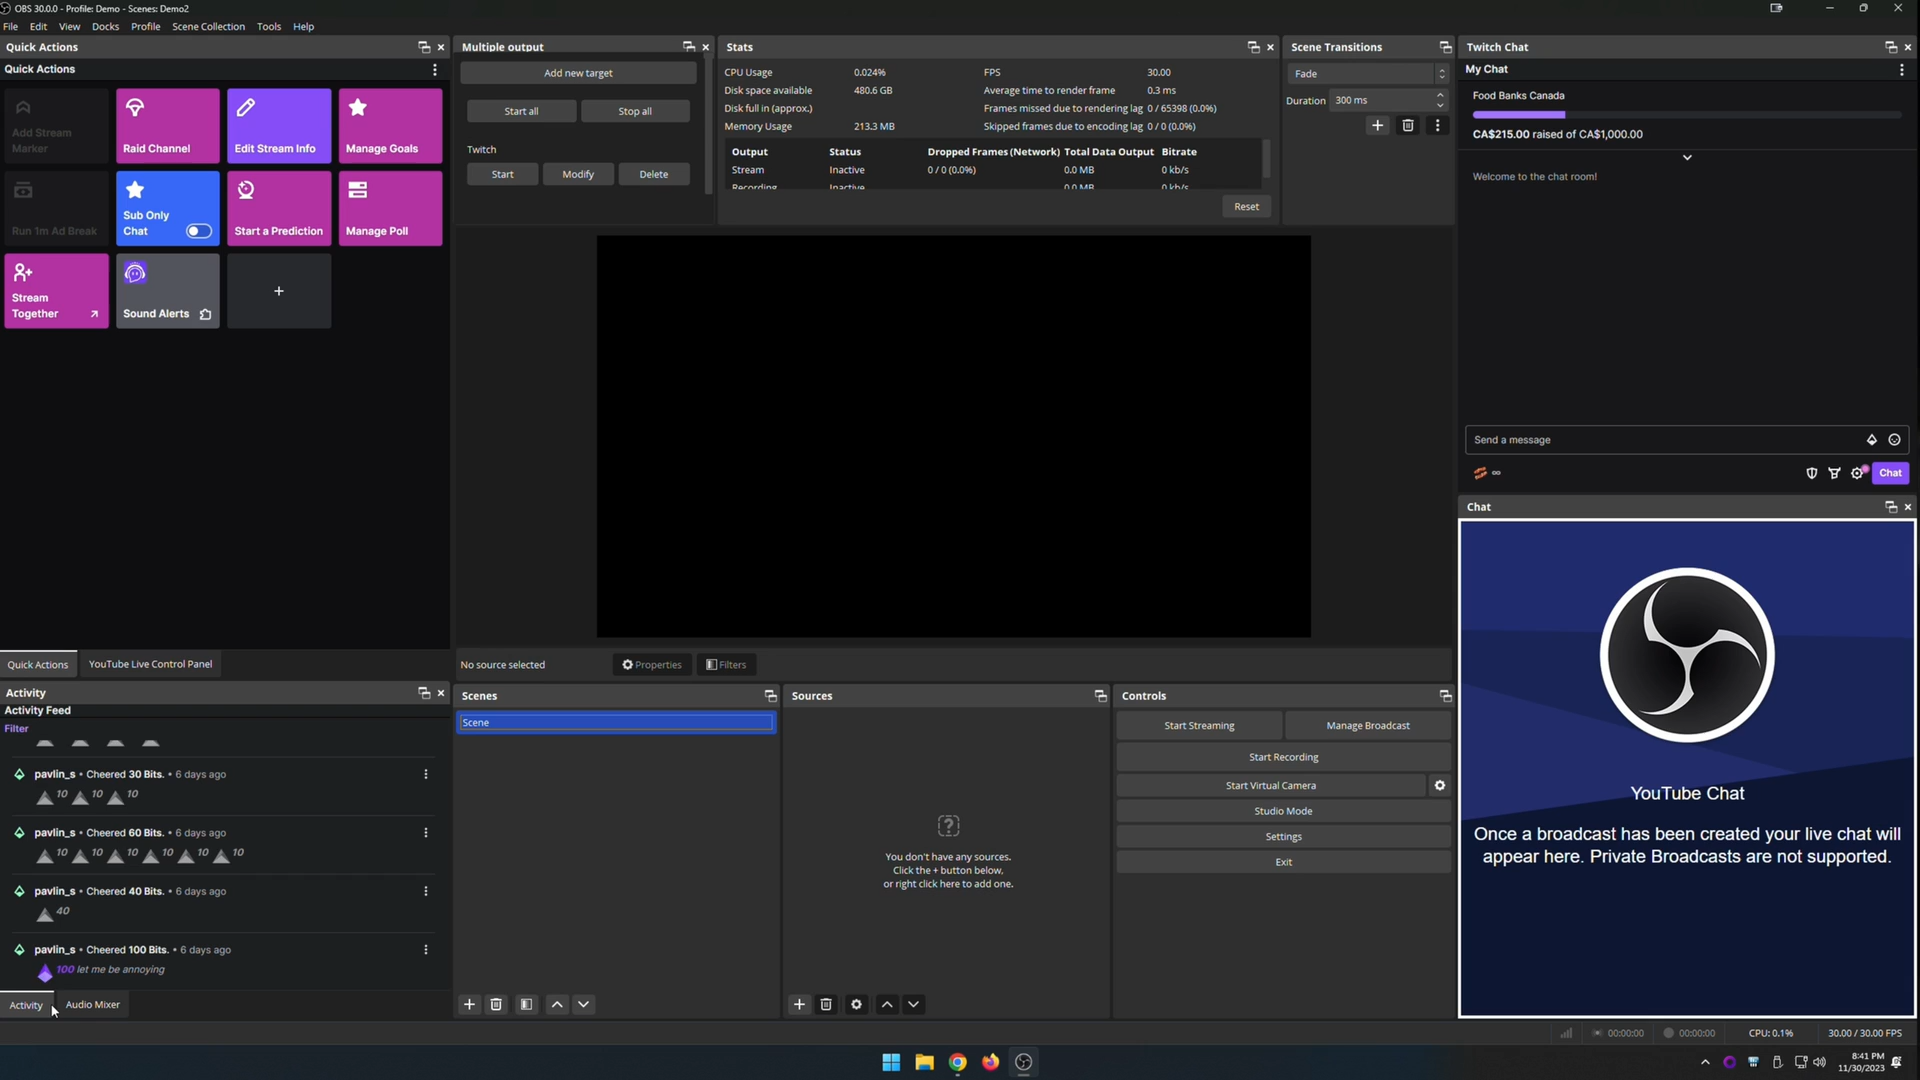 OBS 30.0.0 - Profile: Demo - Scenes: Demo2
File Edit View Docks Profile Scene Collection Tools Help
Quick Actions
Quick Actions
Add Stream
Marker
Raid Channel
Edit Stream Info
Manage Goals
Run 1m Ad Break
Sub Only
Chat
Start a Prediction
Manage Poll
Stream
Together
Sound Alerts
+
Quick Actions YouTube Live Control Panel
Activity
Activity Feed
Filter
pavlin_s • Cheered 30 Bits. • 6 days ago
10 10 10
pavlin_s • Cheered 60 Bits. • 6 days ago
10 10 10 10 10 10
pavlin_s • Cheered 40 Bits. • 6 days ago
40
pavlin_s • Cheered 100 Bits. • 6 days ago
100 let me be annoying
Activity Audio Mixer
Multiple output
Add new target
Start all Stop all
Twitch
Start Modify Delete
Stats
CPU Usage 0.024% FPS 30.00
Disk space available 480.6 GB Average time to render frame 0.3 ms
Disk full in (approx.) Frames missed due to rendering lag 0 / 65398 (0.0%)
Memory Usage 213.3 MB Skipped frames due to encoding lag 0 / 0 (0.0%)
Output Status Dropped Frames (Network) Total Data Output Bitrate
Stream Inactive 0 / 0 (0.0%) 0.0 MB 0 kb/s
Recording Inactive 0.0 MB 0 kb/s
Reset
Scene Transitions
Fade
Duration 300 ms
No source selected Properties Filters
Scenes
Scene
Sources
You don't have any sources.
Click the + button below,
or right click here to add one.
Controls
Start Streaming Manage Broadcast
Start Recording
Start Virtual Camera
Studio Mode
Settings
Exit
Twitch Chat
My Chat
Food Banks Canada
CA$215.00 raised of CA$1,000.00
Welcome to the chat room!
Send a message
∞ Chat
Chat
YouTube Chat
Once a broadcast has been created your live chat will
appear here. Private Broadcasts are not supported.
00:00:00 00:00:00 CPU: 0.1% 30.00 / 30.00 FPS
8:41 PM
11/30/2023